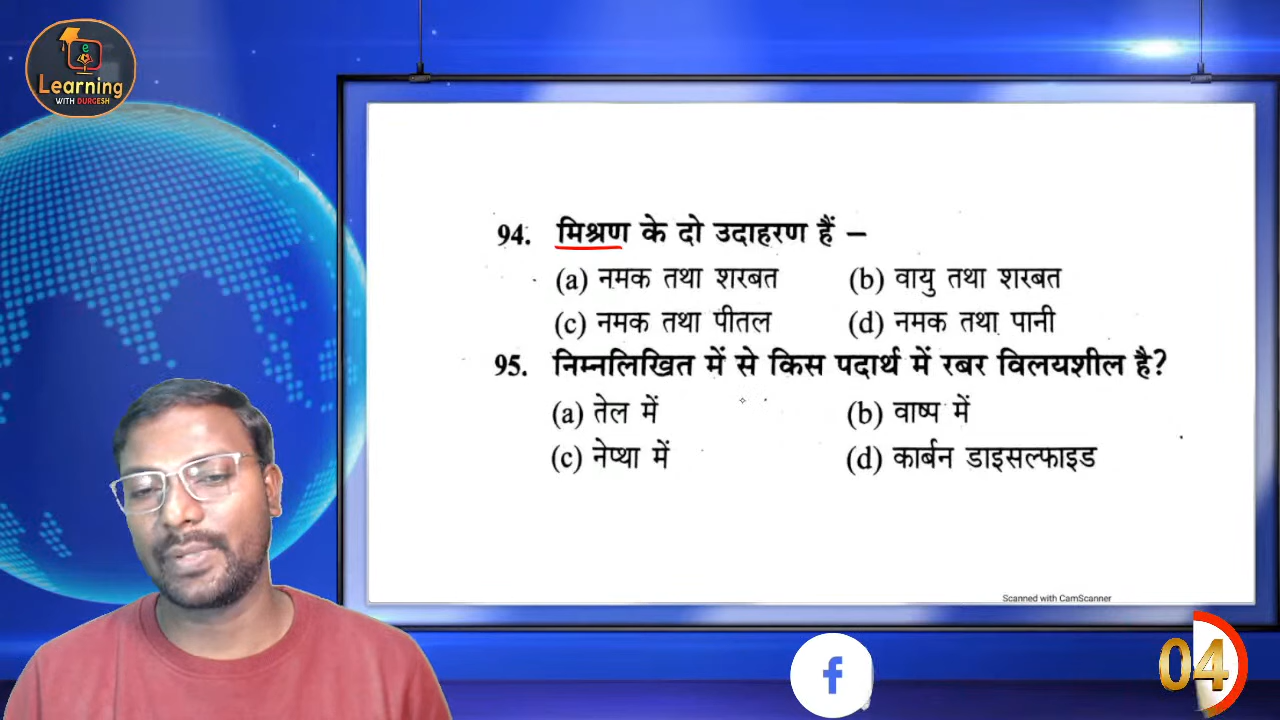 e
Learning
WITH DURGESH
94. मिश्रण के दो उदाहरण हैं –
(a) नमक तथा शरबत (b) वायु तथा शरबत
(c) नमक तथा पीतल (d) नमक तथा पानी
95. निम्नलिखित में से किस पदार्थ में रबर विलयशील है?
(a) तेल में (b) वाष्प में
(c) नेप्था में (d) कार्बन डाइसल्फाइड
Scanned with CamScanner
f
04